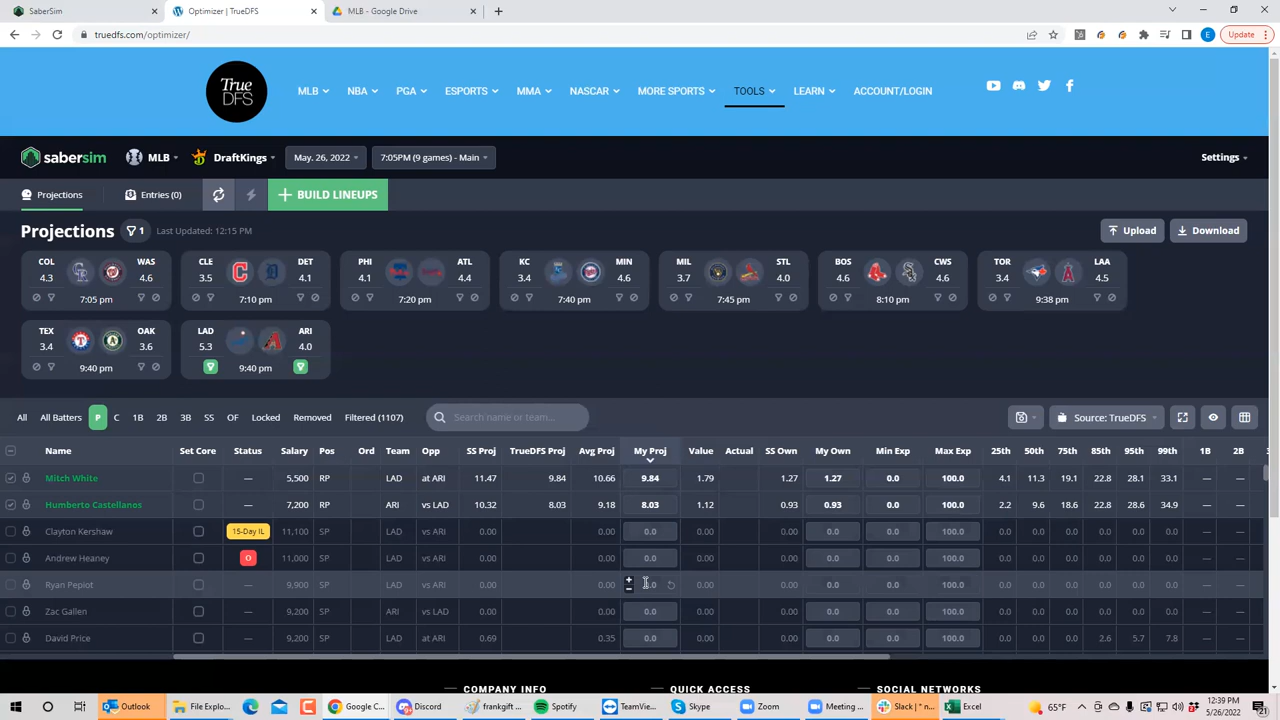 SaberSim
Optimizer | TrueDFS
MLB - Google Drive
truedfs.com/optimizer/
Update
True DFS
MLB NBA PGA ESPORTS MMA NASCAR MORE SPORTS TOOLS LEARN ACCOUNT/LOGIN
sabersim MLB DraftKings May. 26, 2022 7:05PM (9 games) - Main Settings
Projections Entries (0) BUILD LINEUPS
Projections 1 Last Updated: 12:15 PM Upload Download
COL WAS CLE DET PHI ATL KC MIN MIL STL BOS CWS TOR LAA
4.3 4.6 3.5 4.1 4.1 4.4 3.4 4.6 3.7 4.0 4.6 4.6 3.4 4.5
7:05 pm 7:10 pm 7:20 pm 7:40 pm 7:45 pm 8:10 pm 9:38 pm
TEX OAK LAD ARI
3.4 3.6 5.3 4.0
9:40 pm 9:40 pm
All All Batters P C 1B 2B 3B SS OF Locked Removed Filtered (1107) Search name or team... Source: TrueDFS
Name Set Core Status Salary Pos Ord Team Opp SS Proj TrueDFS Proj Avg Proj My Proj Value Actual SS Own My Own Min Exp Max Exp 25th 50th 75th 85th 95th 99th 1B 2B
Mitch White — 5,500 RP LAD at ARI 11.47 9.84 10.66 9.84 1.79 1.27 1.27 0.0 100.0 4.1 11.3 19.1 22.8 28.1 33.1 — —
Humberto Castellanos — 7,200 RP ARI vs LAD 10.32 8.03 9.18 8.03 1.12 0.93 0.93 0.0 100.0 2.2 9.6 18.6 22.8 28.6 34.9 — —
Clayton Kershaw 15-Day IL 11,100 SP LAD vs ARI 0.00 0.00 0.0 0.00 0.00 0.0 0.0 100.0 0.0 0.0 0.0 0.0 0.0 0.0 — —
Andrew Heaney O 11,000 SP LAD vs ARI 0.00 0.00 0.0 0.00 0.00 0.0 0.0 100.0 0.0 0.0 0.0 0.0 0.0 0.0 — —
Ryan Pepiot — 9,900 SP LAD vs ARI 0.00 0.00 0.00 0.00 0.0 0.0 100.0 0.0 0.0 0.0 0.0 0.0 0.0 — —
Zac Gallen — 9,200 SP ARI vs LAD 0.00 0.00 0.0 0.00 0.00 0.0 0.0 100.0 0.0 0.0 0.0 0.0 0.0 0.0 — —
David Price — 9,200 SP LAD at ARI 0.69 0.35 0.0 0.00 0.00 0.0 0.0 100.0 0.0 0.0 0.0 2.6 5.7 7.8 — —
COMPANY INFO QUICK ACCESS SOCIAL NETWORKS
Outlook File Explo... Google C... Discord frankgift ... Spotify TeamVie... Skype Zoom Meeting ... Slack | * n... Excel 65°F 12:39 PM
5/26/2022